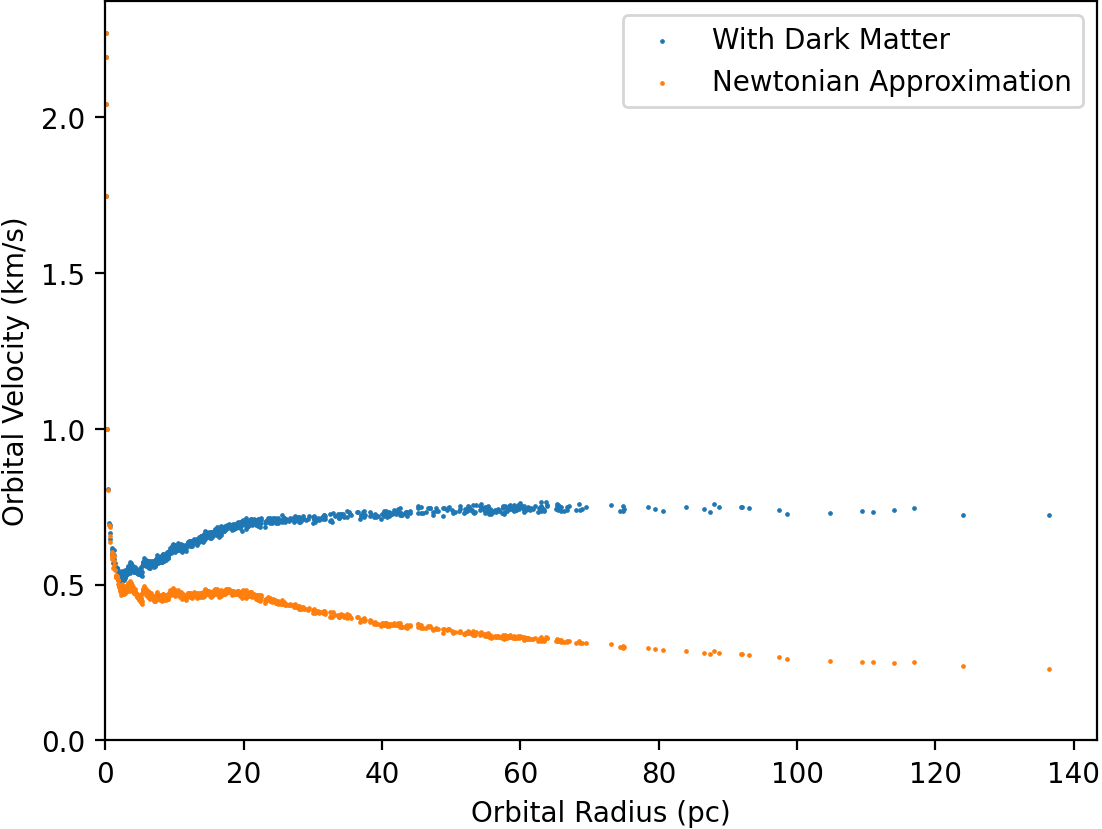 With Dark Matter
Newtonian Approximation
Orbital Velocity (km/s)
2.0
1.5
1.0
0.5
0.0
0 20 40 60 80 100 120 140
Orbital Radius (pc)